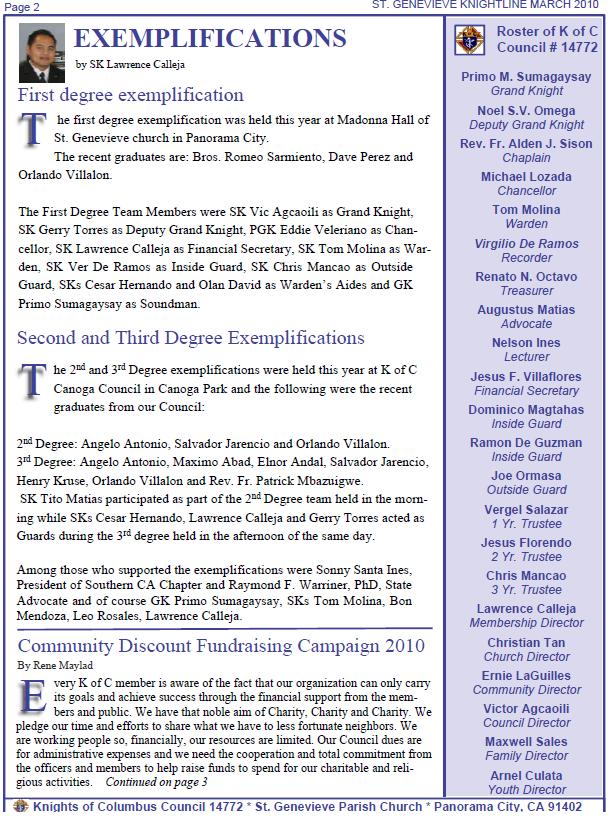 Page 2
ST. GENEVIEVE KNIGHTLINE MARCH 2010
EXEMPLIFICATIONS
by SK Lawrence Calleja
First degree exemplification
The first degree exemplification was held this year at Madonna Hall of
St. Genevieve church in Panorama City.
The recent graduates are: Bros. Romeo Sarmiento, Dave Perez and
Orlando Villalon.
The First Degree Team Members were SK Vic Agcaoili as Grand Knight,
SK Gerry Torres as Deputy Grand Knight, PGK Eddie Veleriano as Chan-
cellor, SK Lawrence Calleja as Financial Secretary, SK Tom Molina as War-
den, SK Ver De Ramos as Inside Guard, SK Chris Mancao as Outside
Guard, SKs Cesar Hernando and Olan David as Warden's Aides and GK
Primo Sumagaysay as Soundman.
Second and Third Degree Exemplifications
The 2nd and 3rd Degree exemplifications were held this year at K of C
Canoga Council in Canoga Park and the following were the recent
graduates from our Council:
2nd Degree: Angelo Antonio, Salvador Jarencio and Orlando Villalon.
3rd Degree: Angelo Antonio, Maximo Abad, Elnor Andal, Salvador Jarencio,
Henry Kruse, Orlando Villalon and Rev. Fr. Patrick Mbazuigwe.
SK Tito Matias participated as part of the 2nd Degree team held in the morn-
ing while SKs Cesar Hernando, Lawrence Calleja and Gerry Torres acted as
Guards during the 3rd degree held in the afternoon of the same day.
Among those who supported the exemplifications were Sonny Santa Ines,
President of Southern CA Chapter and Raymond F. Warriner, PhD, State
Advocate and of course GK Primo Sumagaysay, SKs Tom Molina, Bon
Mendoza, Leo Rosales, Lawrence Calleja.
Community Discount Fundraising Campaign 2010
By Rene Maylad
Every K of C member is aware of the fact that our organization can only carry
its goals and achieve success through the financial support from the mem-
bers and public. We have that noble aim of Charity, Charity and Charity. We
pledge our time and efforts to share what we have to less fortunate neighbors. We
are working people so, financially, our resources are limited. Our Council dues are
for administrative expenses and we need the cooperation and total commitment from
the officers and members to help raise funds to spend for our charitable and reli-
gious activities. Continued on page 3
Roster of K of C
Council # 14772
Primo M. Sumagaysay
Grand Knight
Noel S.V. Omega
Deputy Grand Knight
Rev. Fr. Alden J. Sison
Chaplain
Michael Lozada
Chancellor
Tom Molina
Warden
Virgilio De Ramos
Recorder
Renato N. Octavo
Treasurer
Augustus Matias
Advocate
Nelson Ines
Lecturer
Jesus F. Villaflores
Financial Secretary
Dominico Magtahas
Inside Guard
Ramon De Guzman
Inside Guard
Joe Ormasa
Outside Guard
Vergel Salazar
1 Yr. Trustee
Jesus Florendo
2 Yr. Trustee
Chris Mancao
3 Yr. Trustee
Lawrence Calleja
Membership Director
Christian Tan
Church Director
Ernie LaGuilles
Community Director
Victor Agcaoili
Council Director
Maxwell Sales
Family Director
Arnel Culata
Youth Director
Knights of Columbus Council 14772 * St. Genevieve Parish Church * Panorama City, CA 91402